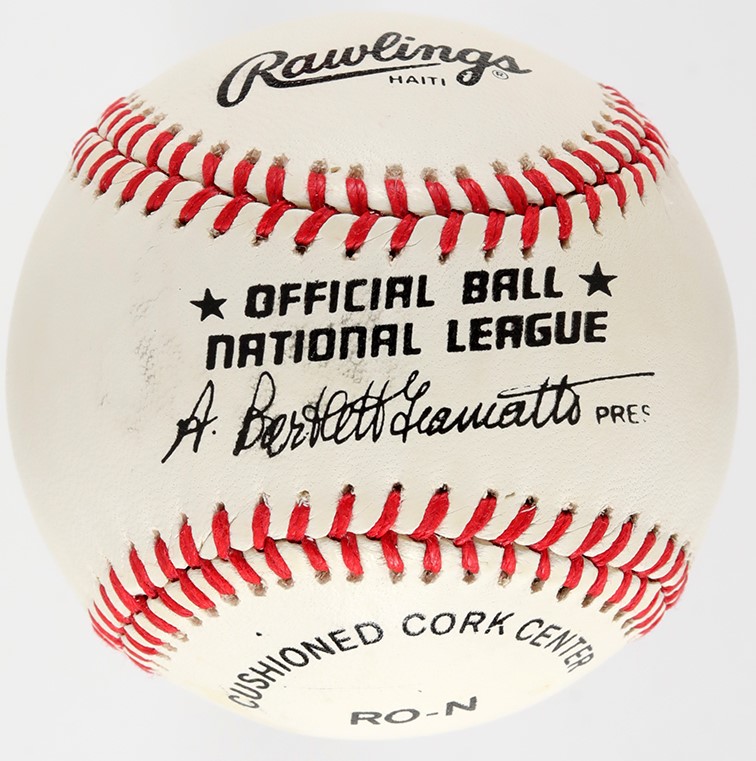 Rawlings ®
HAITI
★ OFFICIAL BALL ★
NATIONAL LEAGUE
A. Bartlett Giamatti PRES
CUSHIONED CORK CENTER
RO-N